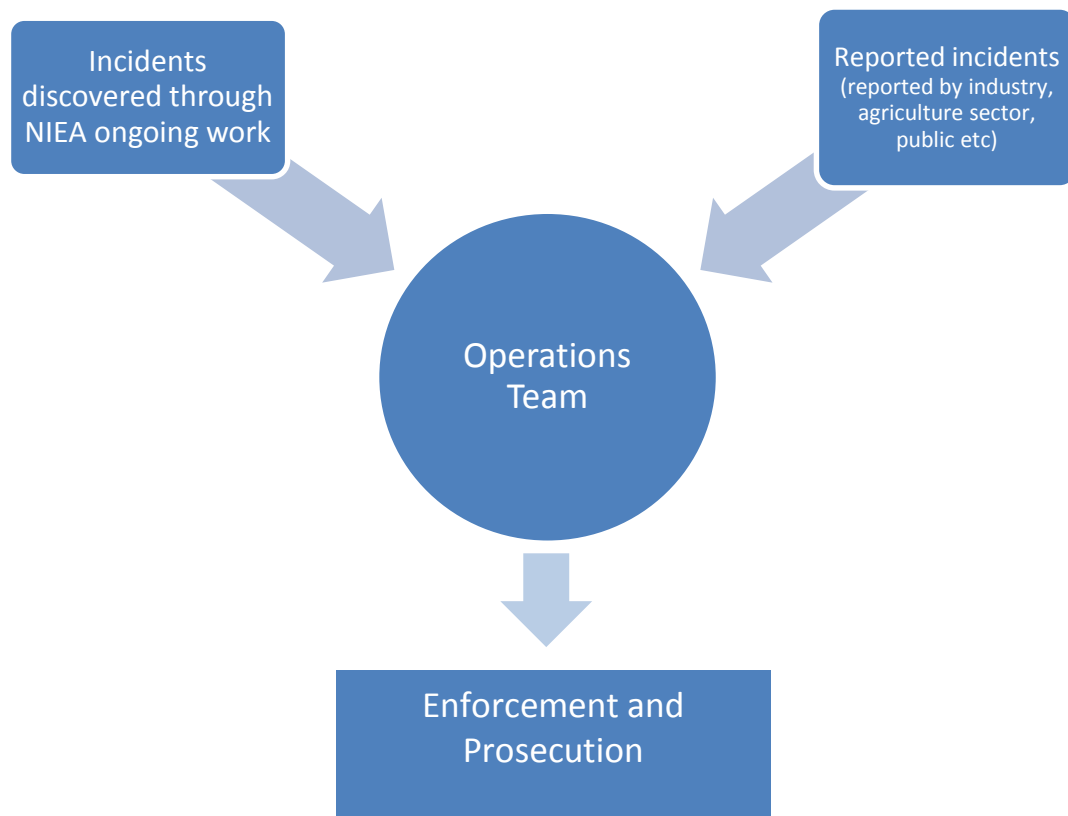 Incidents
discovered through
NIEA ongoing work
Reported incidents
(reported by industry,
agriculture sector,
public etc)
Operations
Team
Enforcement and
Prosecution